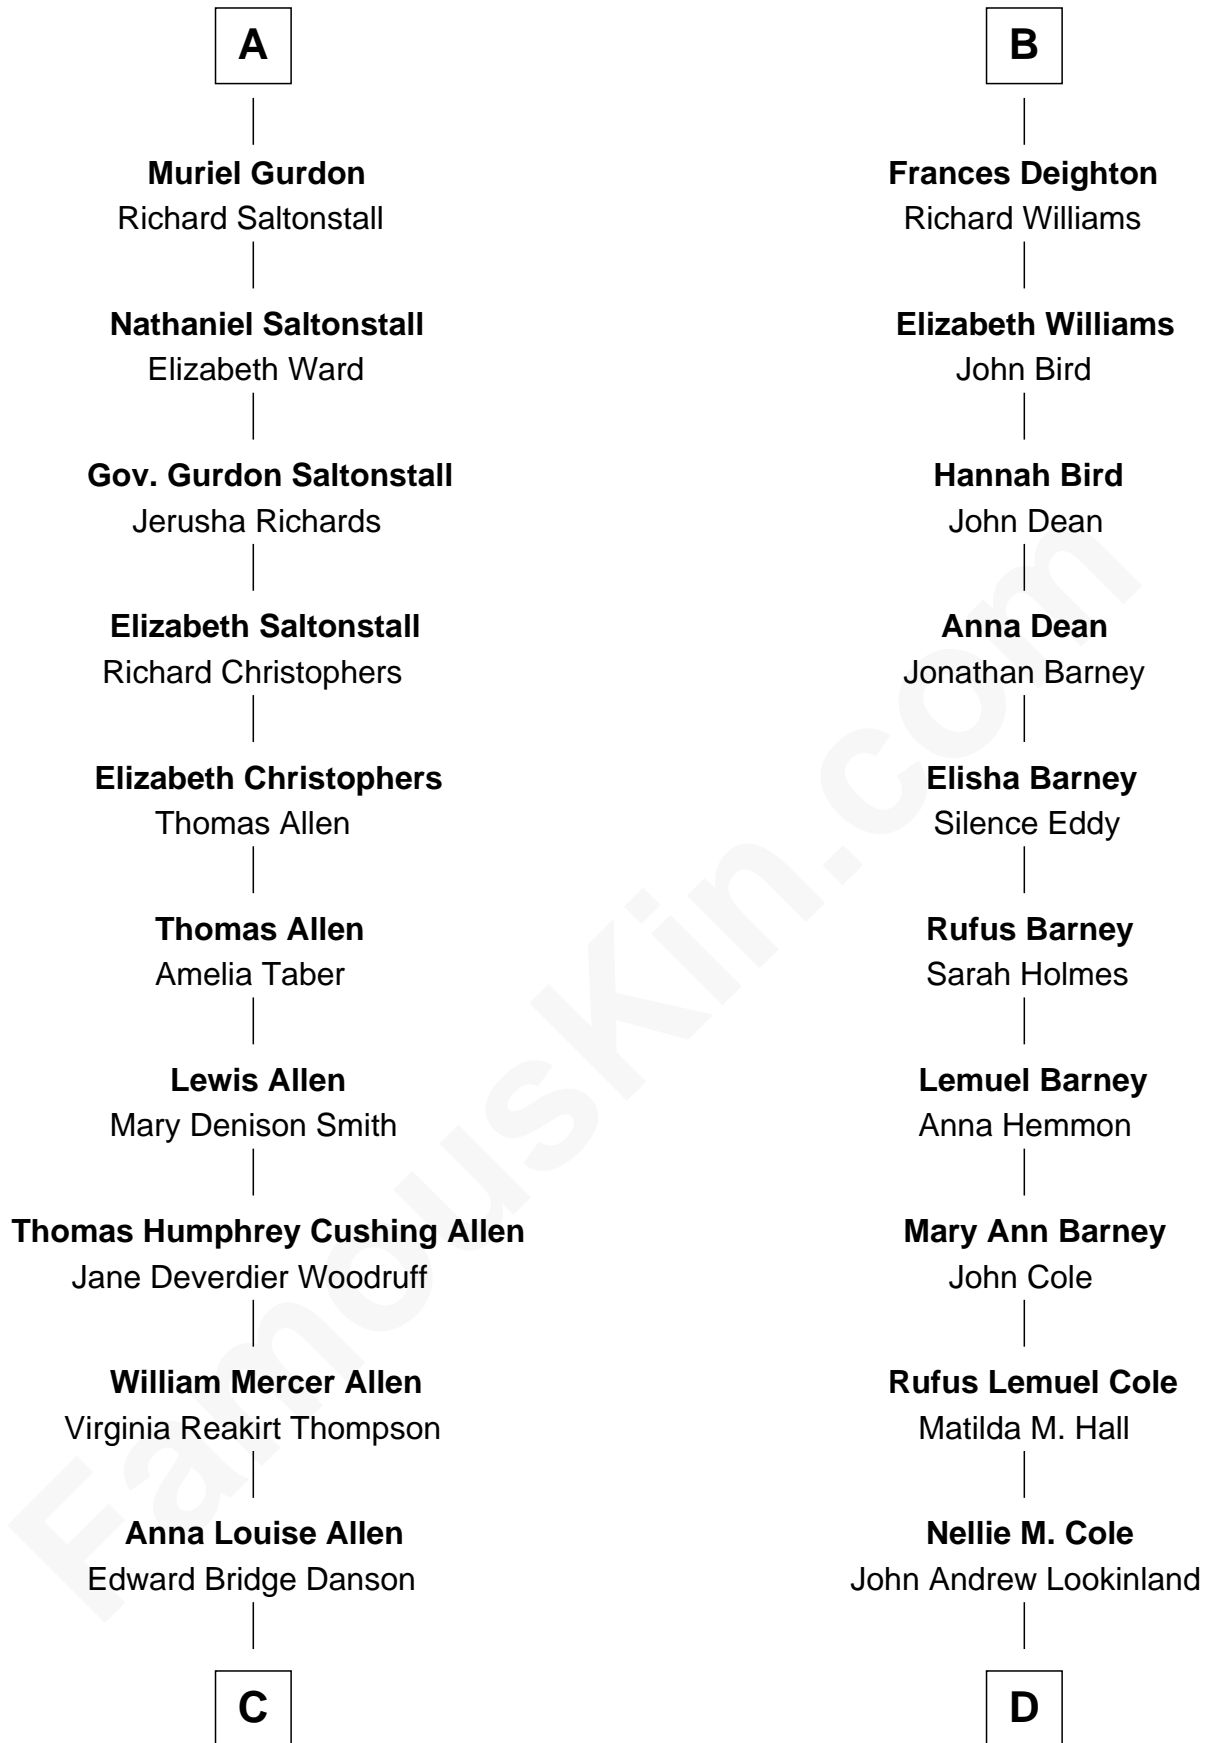 A
Muriel Gurdon
Richard Saltonstall
Nathaniel Saltonstall
Elizabeth Ward
Gov. Gurdon Saltonstall
Jerusha Richards
Elizabeth Saltonstall
Richard Christophers
Elizabeth Christophers
Thomas Allen
Thomas Allen
Amelia Taber
Lewis Allen
Mary Denison Smith
Thomas Humphrey Cushing Allen
Jane Deverdier Woodruff
William Mercer Allen
Virginia Reakirt Thompson
Anna Louise Allen
Edward Bridge Danson
C
B
Frances Deighton
Richard Williams
Elizabeth Williams
John Bird
Hannah Bird
John Dean
Anna Dean
Jonathan Barney
Elisha Barney
Silence Eddy
Rufus Barney
Sarah Holmes
Lemuel Barney
Anna Hemmon
Mary Ann Barney
John Cole
Rufus Lemuel Cole
Matilda M. Hall
Nellie M. Cole
John Andrew Lookinland
D
FamousKin.com